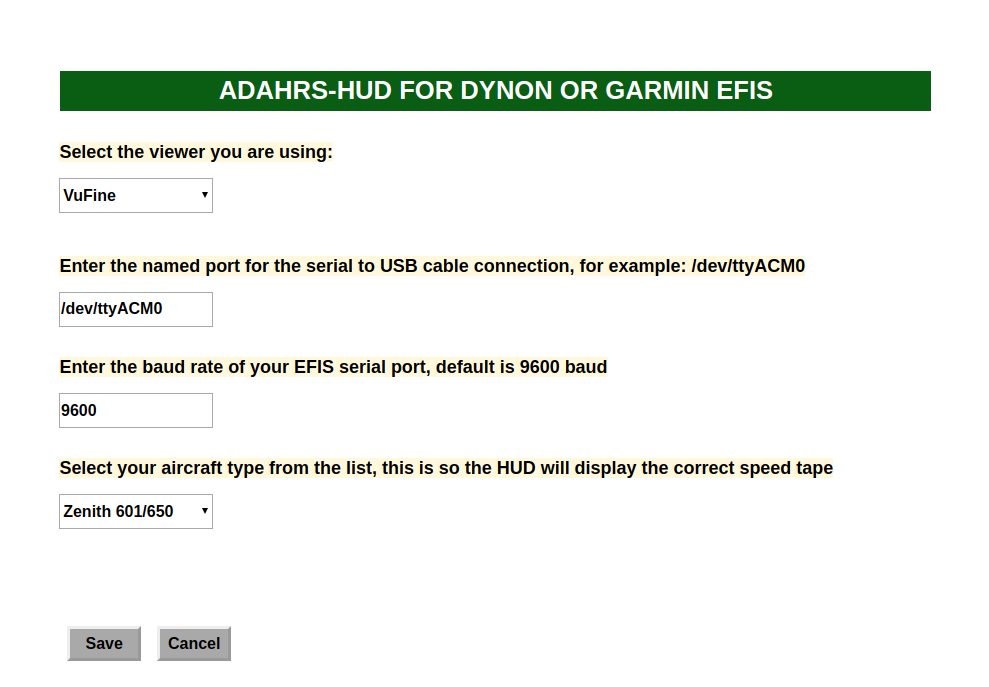 ADAHRS-HUD FOR DYNON OR GARMIN EFIS
Select the viewer you are using:
VuFine
Enter the named port for the serial to USB cable connection, for example: /dev/ttyACM0
/dev/ttyACM0
Enter the baud rate of your EFIS serial port, default is 9600 baud
9600
Select your aircraft type from the list, this is so the HUD will display the correct speed tape
Zenith 601/650
Save Cancel